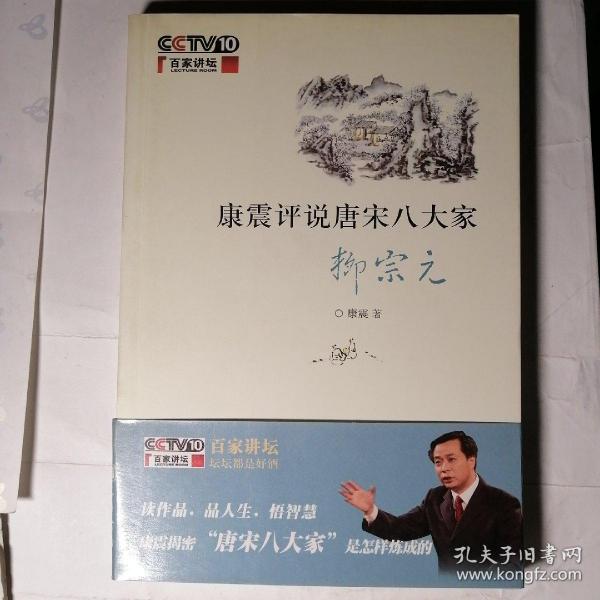 CCTV10
百家讲坛
LECTURE ROOM
康震评说唐宋八大家
柳宗元
○康震 著
CCTV10
百家讲坛
LECTURE ROOM
百家讲坛
坛坛都是好酒
读作品，品人生，悟智慧
康震揭密“唐宋八大家”是怎样炼成的
孔夫子旧书网
www.kongfz.com